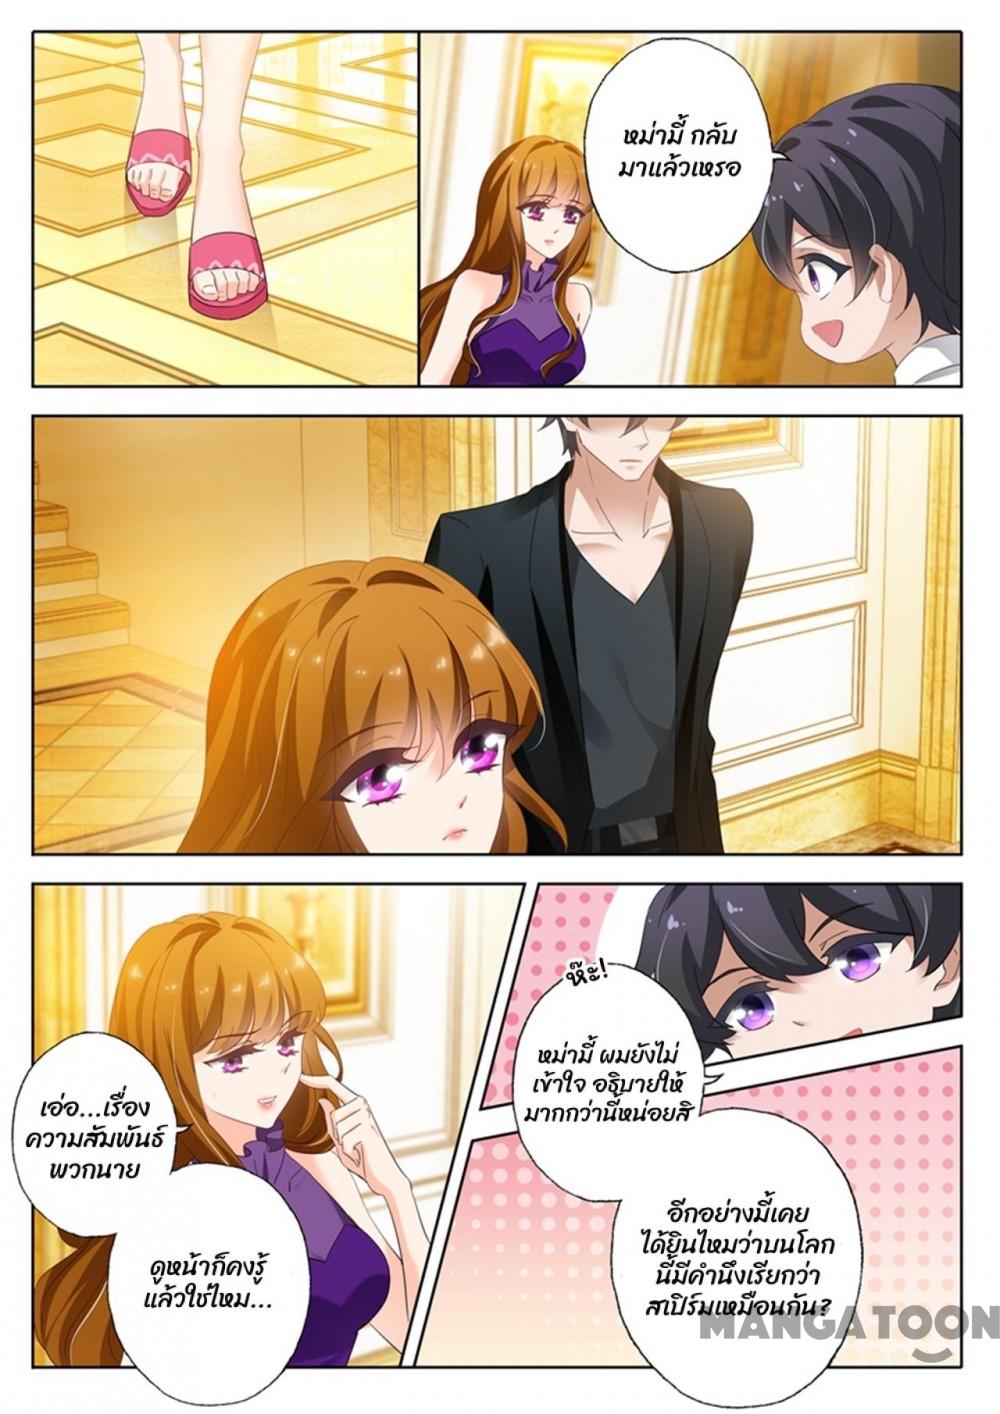 หม่ามี้ กลับ
มาแล้วเหรอ
ห๊ะ!
เอ่อ...เรื่อง
ความสัมพันธ์
พวกนาย
ดูหน้าก็คงรู้
แล้วใช่ไหม...
หม่ามี้ ผมยังไม่
เข้าใจ อธิบายให้
มากกว่านี้หน่อยสิ
อีกอย่างมี้เคย
ได้ยินไหมว่าบนโลก
นี้มีคำนึงเรียกว่า
สเปิร์มเหมือนกัน?
MANGATOON